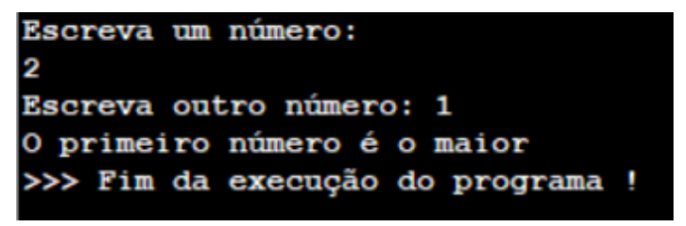 Escreva um número:
2
Escreva outro número: 1
O primeiro número é o maior
>>> Fim da execução do programa !